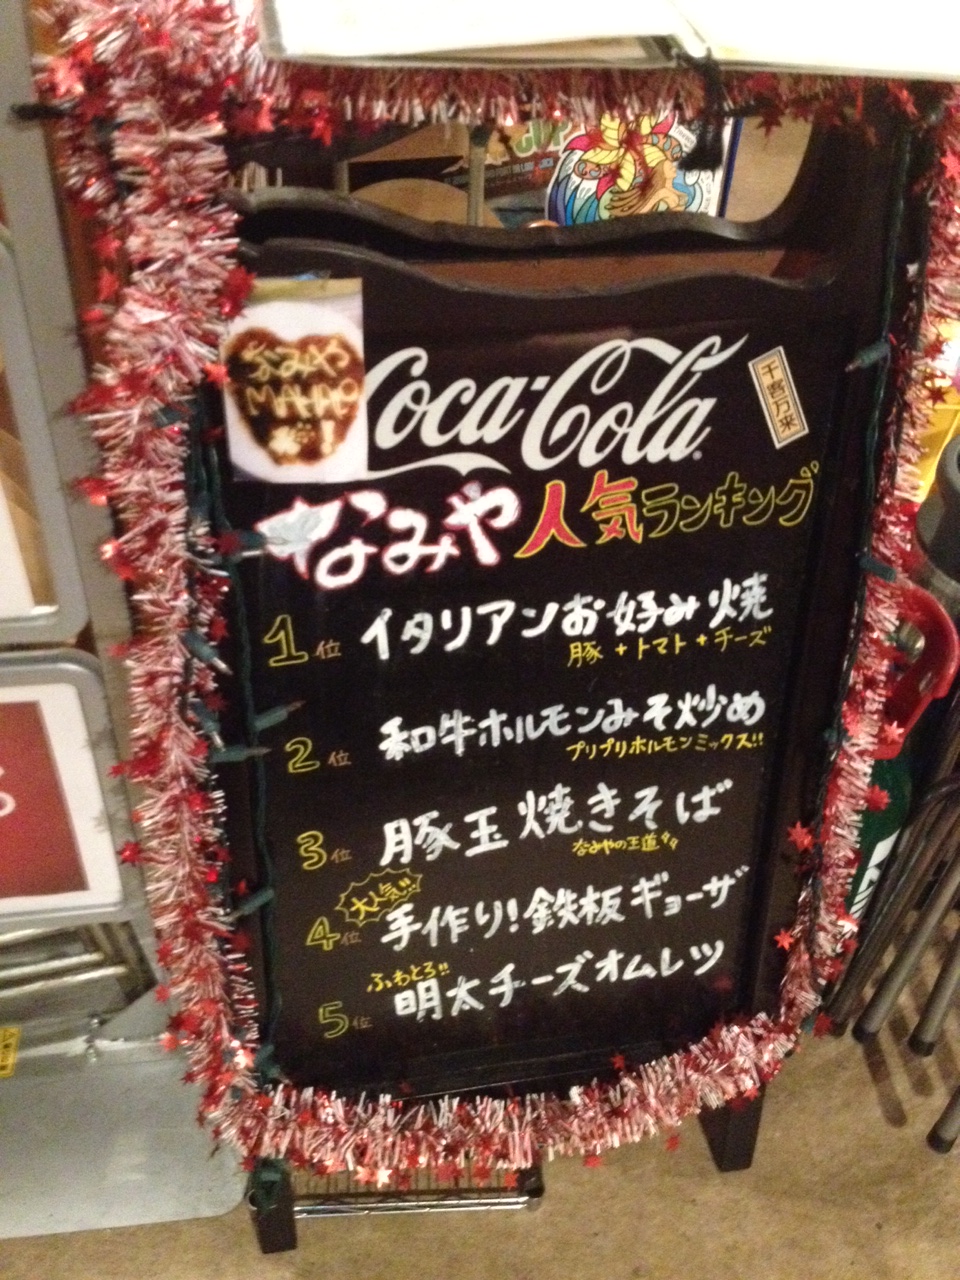 なみや
MAHALO
Coca-Cola
千客万来
なみや 人気ランキング
1位 イタリアンお好み焼
豚+トマト+チーズ
2位 和牛ホルモンみそ炒め
プリプリホルモンミックス!!
3位 豚玉 焼きそば
なみやの王道
大人気!!
4位 手作り!鉄板ギョーザ
ふわとろ!!
5位 明太チーズオムレツ